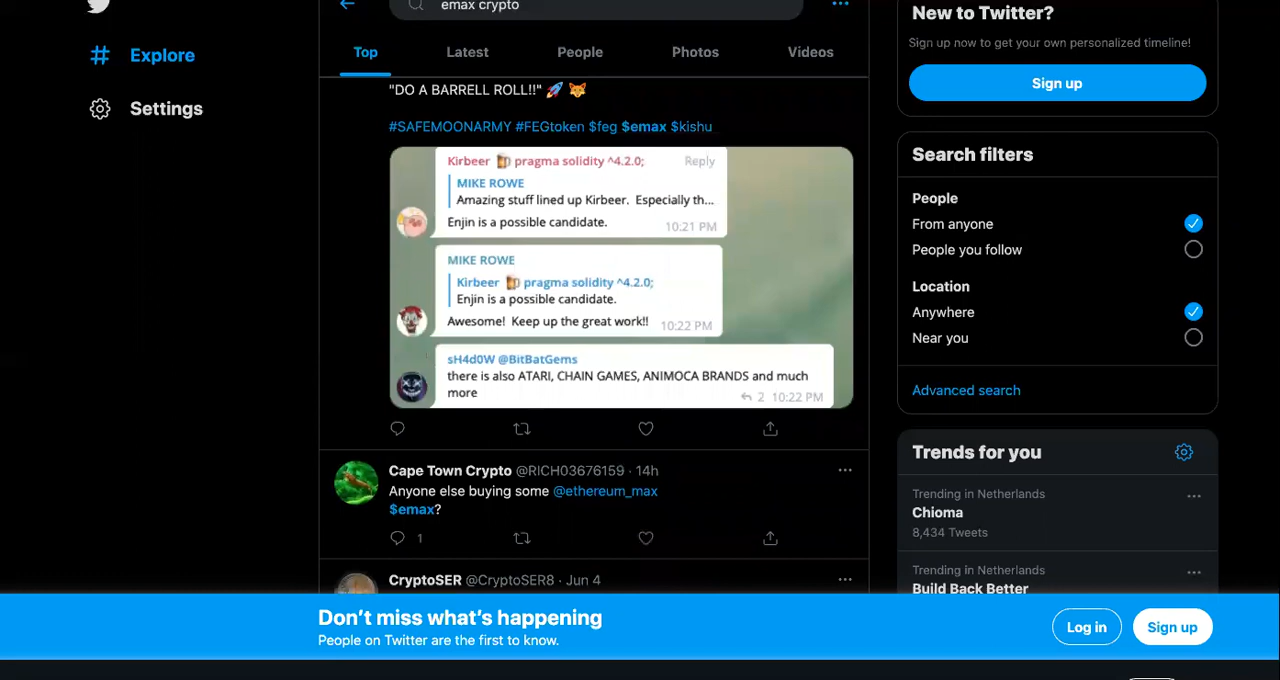 emax crypto
Explore
Settings
Top
Latest
People
Photos
Videos
"DO A BARRELL ROLL!!" 🚀 🦊
#SAFEMOONARMY #FEGtoken $feg $emax $kishu
Kirbeer 🍺 pragma solidity ^4.2.0;
Reply
MIKE ROWE
Amazing stuff lined up Kirbeer. Especially th...
Enjin is a possible candidate.
10:21 PM
MIKE ROWE
Kirbeer 🍺 pragma solidity ^4.2.0;
Enjin is a possible candidate.
Awesome! Keep up the great work!!
10:22 PM
sH4d0W @BitBatGems
there is also ATARI, CHAIN GAMES, ANIMOCA BRANDS and much
more
2 10:22 PM
Cape Town Crypto @RICH03676159 · 14h
Anyone else buying some @ethereum_max
$emax?
1
CryptoSER @CryptoSER8 · Jun 4
New to Twitter?
Sign up now to get your own personalized timeline!
Sign up
Search filters
People
From anyone
People you follow
Location
Anywhere
Near you
Advanced search
Trends for you
Trending in Netherlands
Chioma
8,434 Tweets
Trending in Netherlands
Build Back Better
Don't miss what's happening
People on Twitter are the first to know.
Log in
Sign up